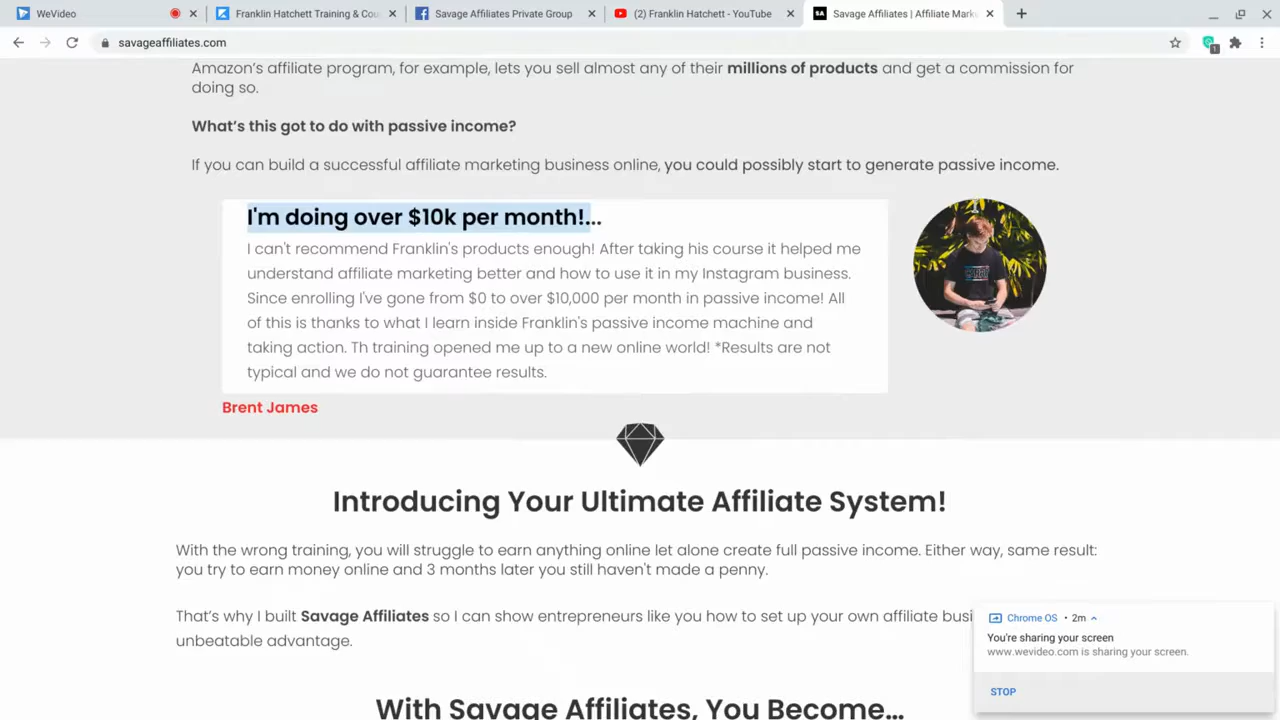 WeVideo
Franklin Hatchett Training & Cou
Savage Affiliates Private Group
(2) Franklin Hatchett - YouTube
SA
Savage Affiliates | Affiliate Mark
savageaffiliates.com
1
Amazon's affiliate program, for example, lets you sell almost any of their millions of products and get a commission for
doing so.
What's this got to do with passive income?
If you can build a successful affiliate marketing business online, you could possibly start to generate passive income.
I'm doing over $10k per month!...
I can't recommend Franklin's products enough! After taking his course it helped me
understand affiliate marketing better and how to use it in my Instagram business.
Since enrolling I've gone from $0 to over $10,000 per month in passive income! All
of this is thanks to what I learn inside Franklin's passive income machine and
taking action. Th training opened me up to a new online world! *Results are not
typical and we do not guarantee results.
Brent James
Introducing Your Ultimate Affiliate System!
With the wrong training, you will struggle to earn anything online let alone create full passive income. Either way, same result:
you try to earn money online and 3 months later you still haven't made a penny.
That's why I built Savage Affiliates so I can show entrepreneurs like you how to set up your own affiliate busi
unbeatable advantage.
With Savage Affiliates, You Become...
Chrome OS • 2m
You're sharing your screen
www.wevideo.com is sharing your screen.
STOP